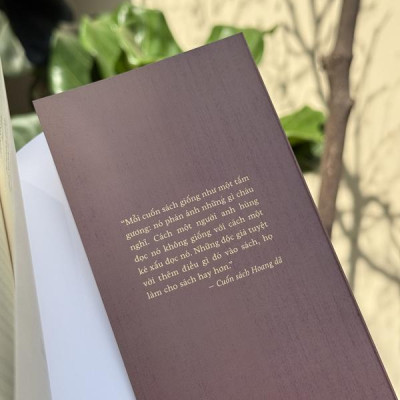 “Mỗi cuốn sách giống như một tấm
gương: nó phản ánh những gì cháu
nghĩ. Cách một người anh hùng
đọc nó không giống với cách một
kẻ xấu đọc nó. Những độc giả tuyệt
vời thêm điều gì đó vào sách, họ
làm cho sách hay hơn.”
– Cuốn sách Hoang dã